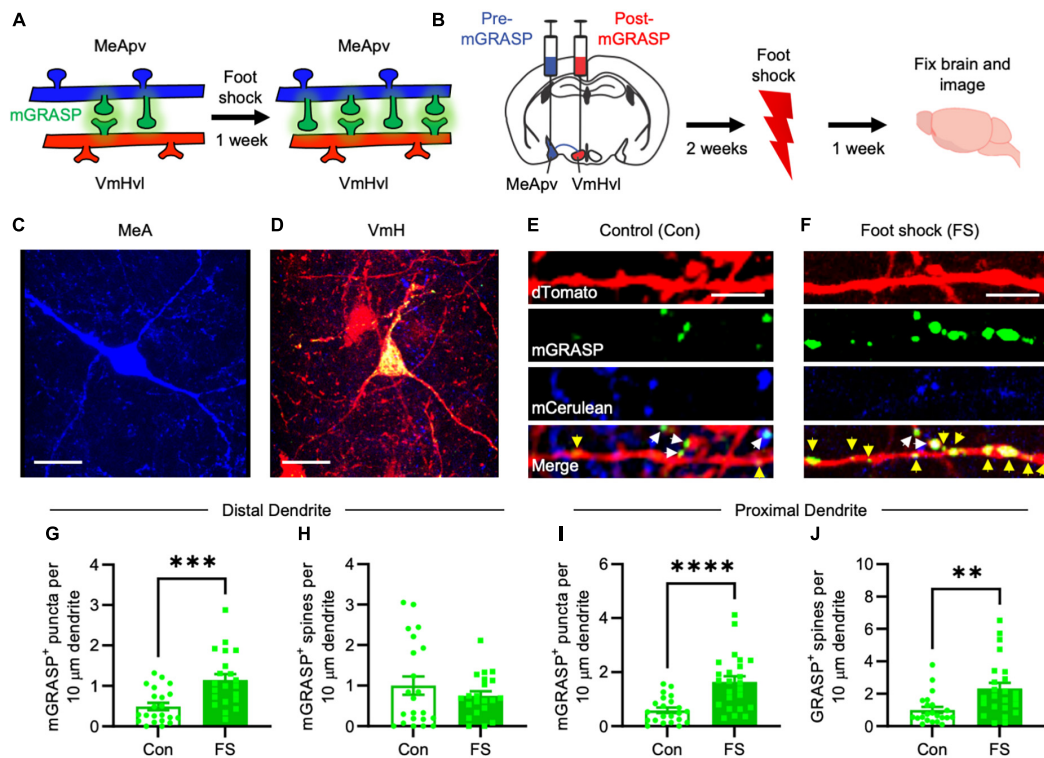 A
MeApv
MeApv
mGRASP
Foot
shock
1 week
VmHvl
VmHvl
B
Pre-
mGRASP
Post-
mGRASP
MeApv
VmHvl
2 weeks
Foot
shock
1 week
Fix brain and
image
C
MeA
D
VmH
E
Control (Con)
dTomato
mGRASP
mCerulean
Merge
F
Foot shock (FS)
Distal Dendrite
Proximal Dendrite
G
mGRASP+ puncta per
10 µm dendrite
4
3
2
1
0
***
Con
FS
H
mGRASP+ spines per
10 µm dendrite
4
3
2
1
0
Con
FS
I
mGRASP+ puncta per
10 µm dendrite
6
4
2
0
****
Con
FS
J
GRASP+ spines per
10 µm dendrite
10
8
6
4
2
0
**
Con
FS